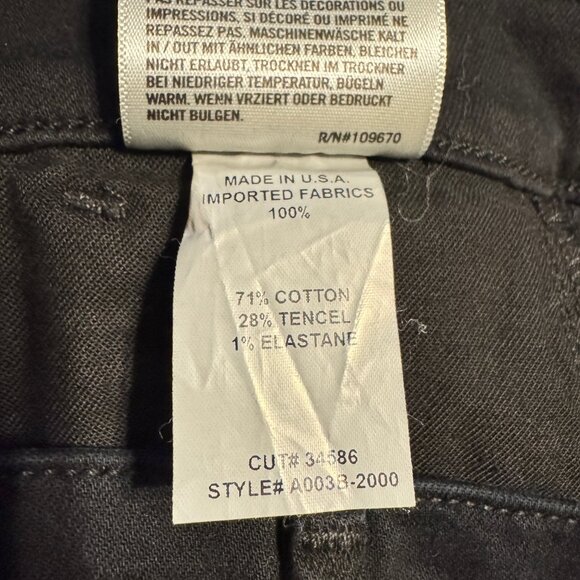 PAS REPASSER SUR LES DÉCORATIONS OU
IMPRESSIONS, SI DÉCORÉ OU IMPRIMÉ NE
REPASSEZ PAS. MASCHINENWÄSCHE KALT
IN / OUT MIT ÄHNLICHEN FARBEN, BLEICHEN
NICHT ERLAUBT, TROCKNEN IM TROCKNER
BEI NIEDRIGER TEMPERATUR, BÜGELN
WARM. WENN VRZIERT ODER BEDRUCKT
NICHT BULGEN.
R/N#109670
MADE IN U.S.A.
IMPORTED FABRICS
100%
71% COTTON
28% TENCEL
1% ELASTANE
CUT# 34586
STYLE# A003B-2000